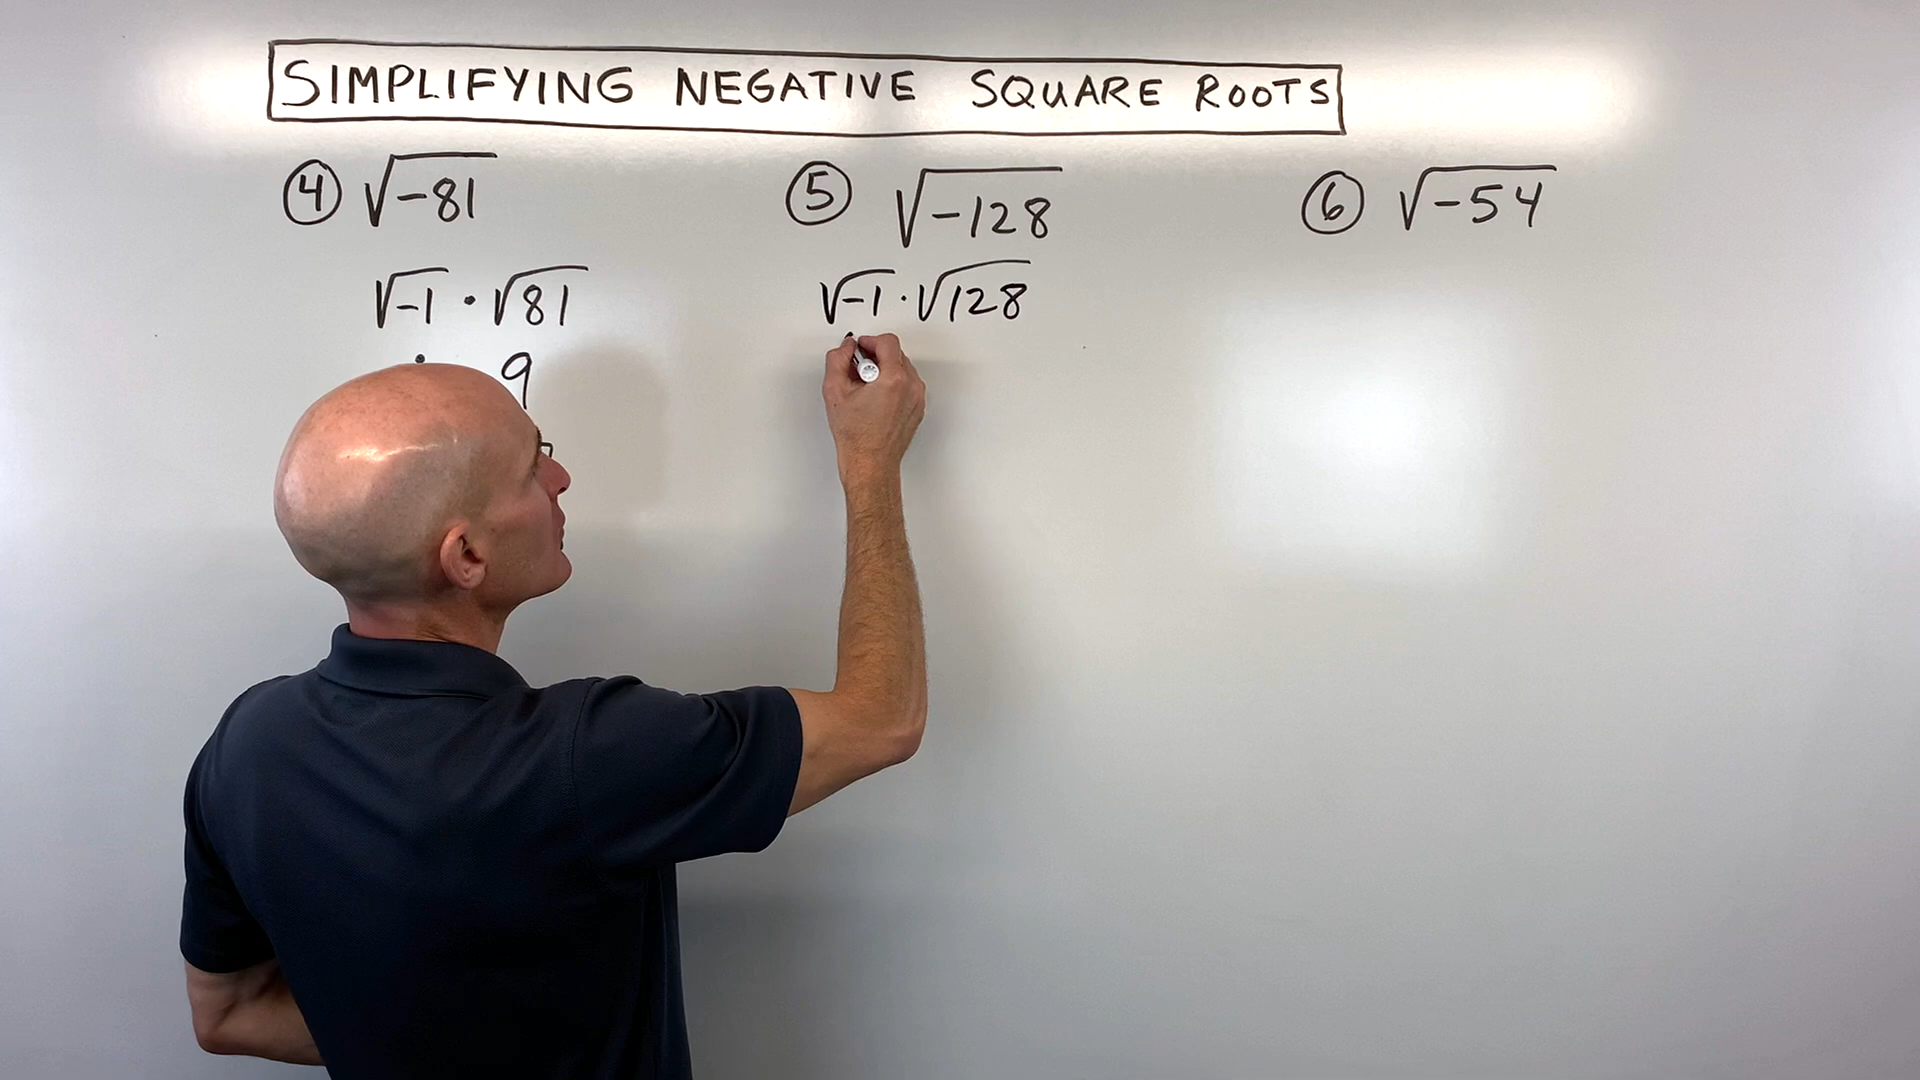 SIMPLIFYING NEGATIVE SQUARE ROOTS
④ √-81
√-1 · √81
9
⑤ √-128
√-1 · √128
⑥ √-54